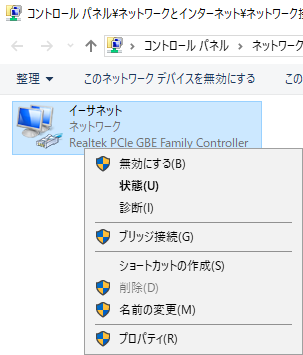 コントロール パネル¥ネットワークとインターネット¥ネットワーク接
コントロール パネル › ネットワーク
整理 ▼ このネットワーク デバイスを無効にする この
イーサネット
ネットワーク
Realtek PCIe GBE Family Controller
無効にする(B)
状態(U)
診断(I)
ブリッジ接続(G)
ショートカットの作成(S)
削除(D)
名前の変更(M)
プロパティ(R)